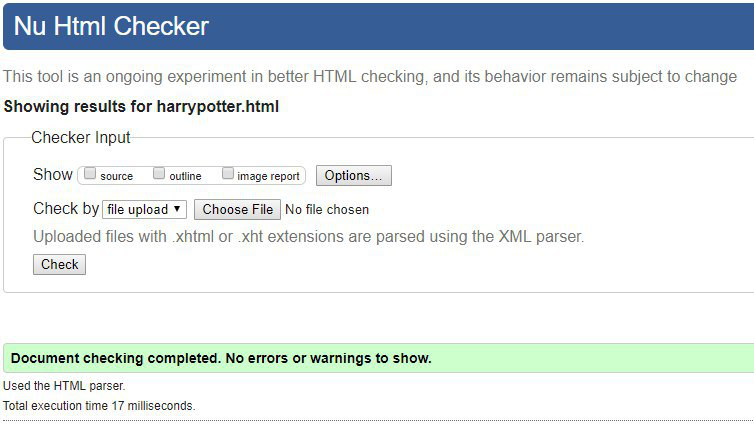 Nu Html Checker
This tool is an ongoing experiment in better HTML checking, and its behavior remains subject to change
Showing results for harrypotter.html
Checker Input
Show source outline image report Options...
Check by file upload Choose File No file chosen
Uploaded files with .xhtml or .xht extensions are parsed using the XML parser.
Check
Document checking completed. No errors or warnings to show.
Used the HTML parser.
Total execution time 17 milliseconds.